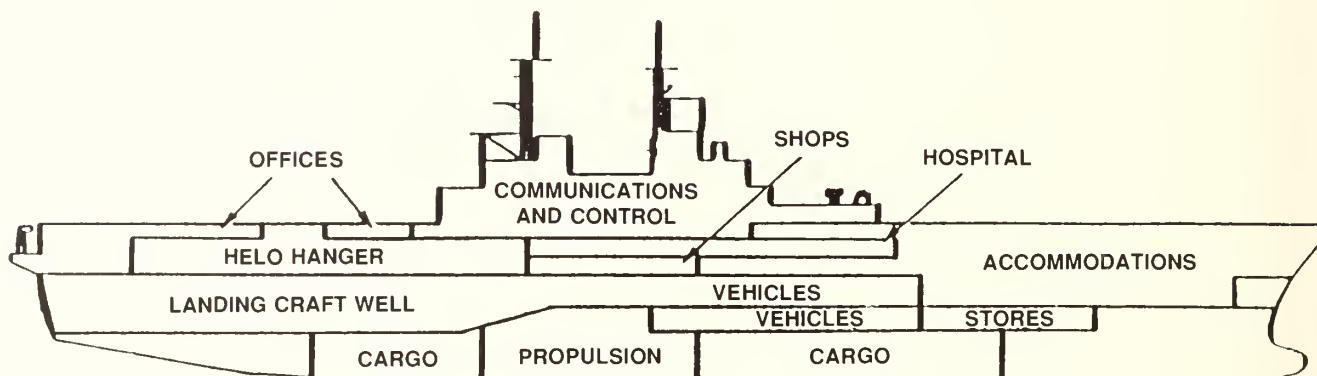 SHOPS
OFFICES
HOSPITAL
COMMUNICATIONS
AND CONTROL
HELO HANGER
ACCOMMODATIONS
LANDING CRAFT WELL
VEHICLES
VEHICLES
STORES
CARGO
PROPULSION
CARGO